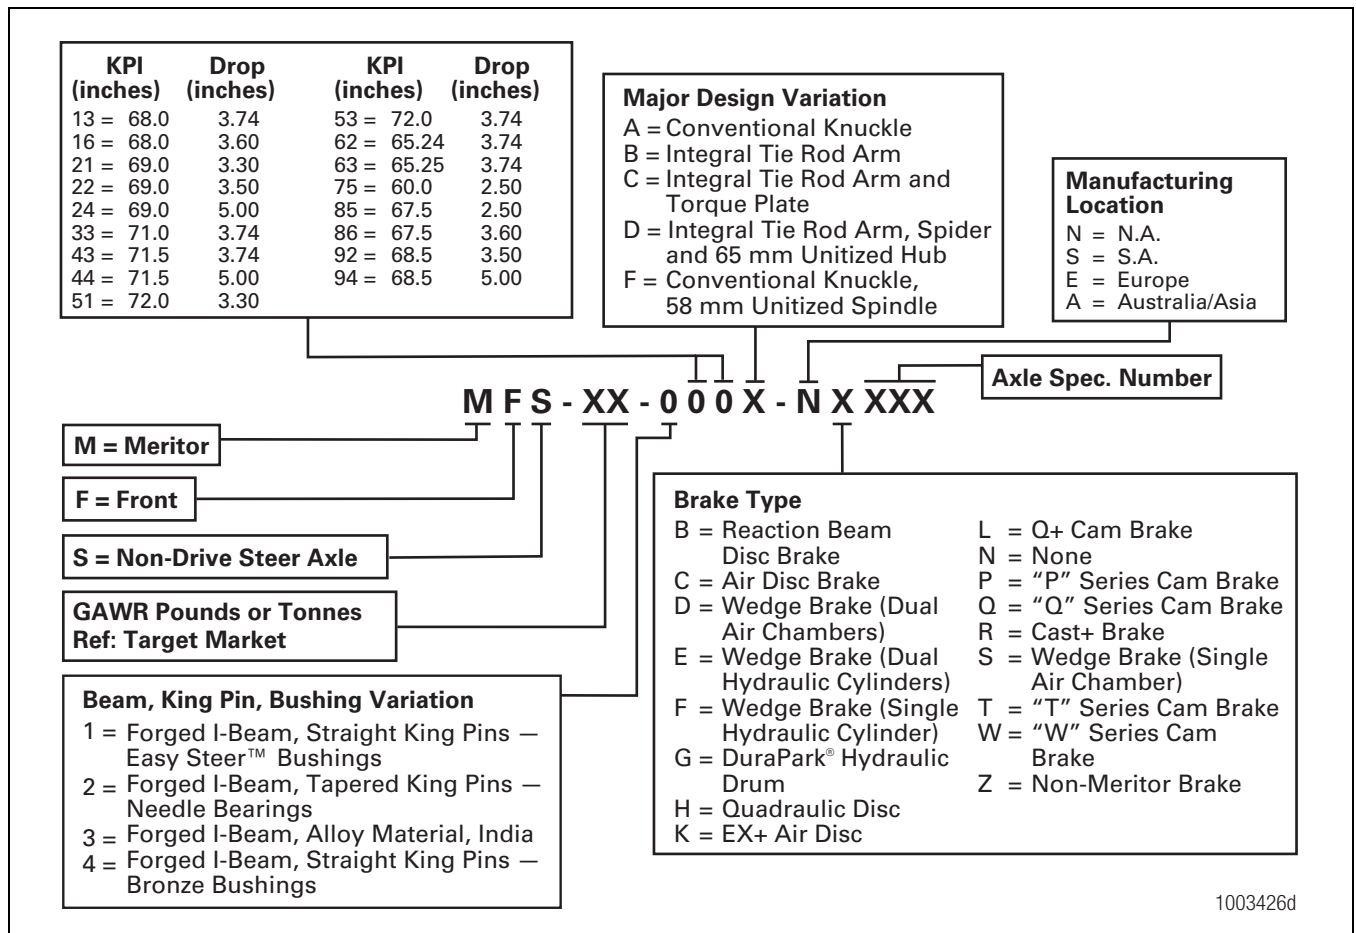 KPI Drop KPI Drop
(inches) (inches) (inches) (inches)
13 = 68.0 3.74 53 = 72.0 3.74
16 = 68.0 3.60 62 = 65.24 3.74
21 = 69.0 3.30 63 = 65.25 3.74
22 = 69.0 3.50 75 = 60.0 2.50
24 = 69.0 5.00 85 = 67.5 2.50
33 = 71.0 3.74 86 = 67.5 3.60
43 = 71.5 3.74 92 = 68.5 3.50
44 = 71.5 5.00 94 = 68.5 5.00
51 = 72.0 3.30
Major Design Variation
A = Conventional Knuckle
B = Integral Tie Rod Arm
C = Integral Tie Rod Arm and
Torque Plate
D = Integral Tie Rod Arm, Spider
and 65 mm Unitized Hub
F = Conventional Knuckle,
58 mm Unitized Spindle
Manufacturing
Location
N = N.A.
S = S.A.
E = Europe
A = Australia/Asia
Axle Spec. Number
M F S - XX - 0 0 0 X - N X XXX
M = Meritor
F = Front
S = Non-Drive Steer Axle
GAWR Pounds or Tonnes
Ref: Target Market
Beam, King Pin, Bushing Variation
1 = Forged I-Beam, Straight King Pins —
Easy Steer™ Bushings
2 = Forged I-Beam, Tapered King Pins —
Needle Bearings
3 = Forged I-Beam, Alloy Material, India
4 = Forged I-Beam, Straight King Pins —
Bronze Bushings
Brake Type
B = Reaction Beam
Disc Brake
C = Air Disc Brake
D = Wedge Brake (Dual
Air Chambers)
E = Wedge Brake (Dual
Hydraulic Cylinders)
F = Wedge Brake (Single
Hydraulic Cylinder)
G = DuraPark® Hydraulic
Drum
H = Quadraulic Disc
K = EX+ Air Disc
L = Q+ Cam Brake
N = None
P = “P” Series Cam Brake
Q = “Q” Series Cam Brake
R = Cast+ Brake
S = Wedge Brake (Single
Air Chamber)
T = “T” Series Cam Brake
W = “W” Series Cam
Brake
Z = Non-Meritor Brake
1003426d